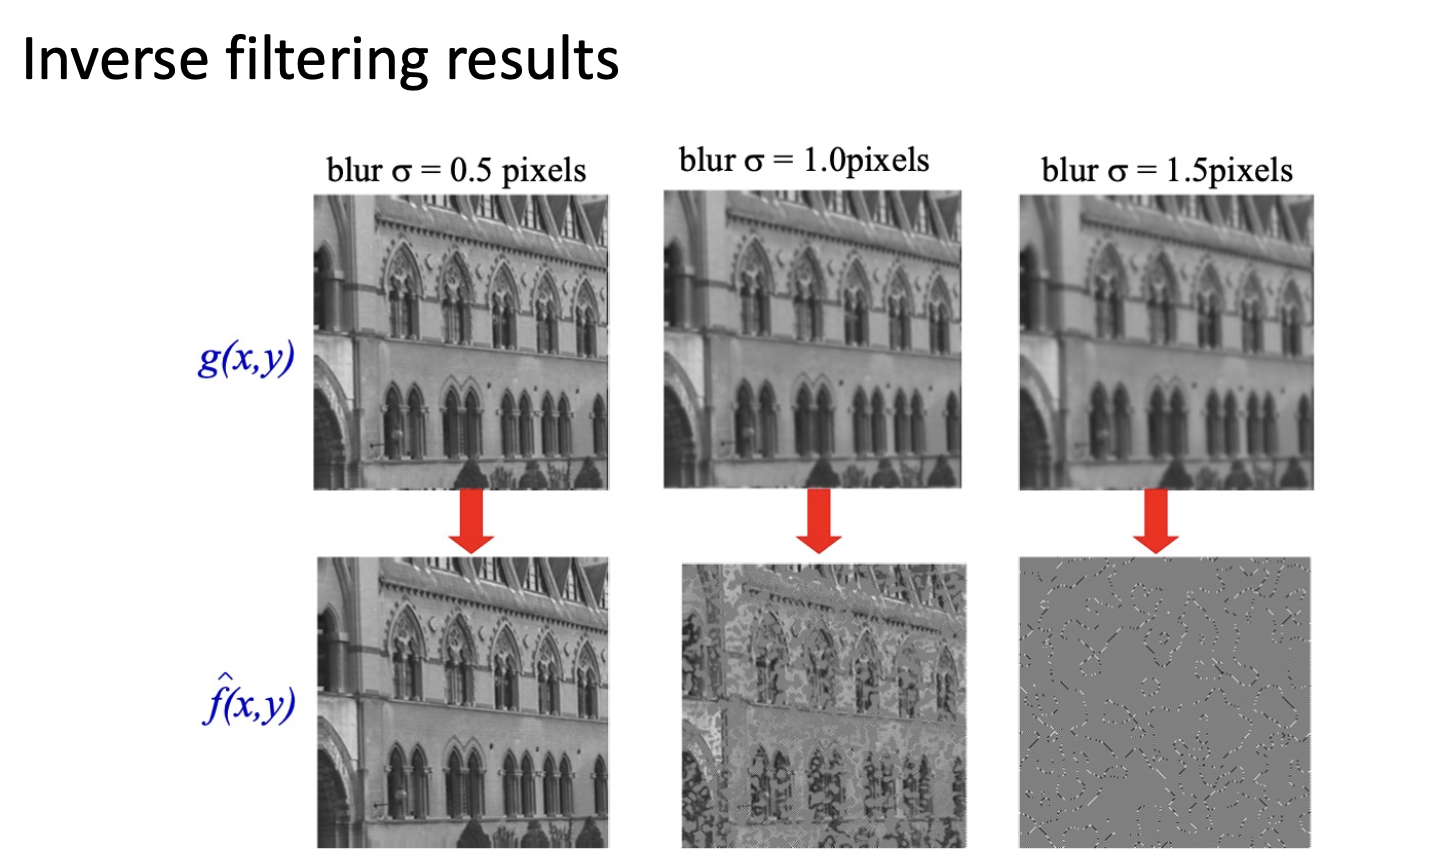 Inverse filtering results
blur σ = 0.5 pixels
blur σ = 1.0pixels
blur σ = 1.5pixels
g(x,y)
f̂(x,y)